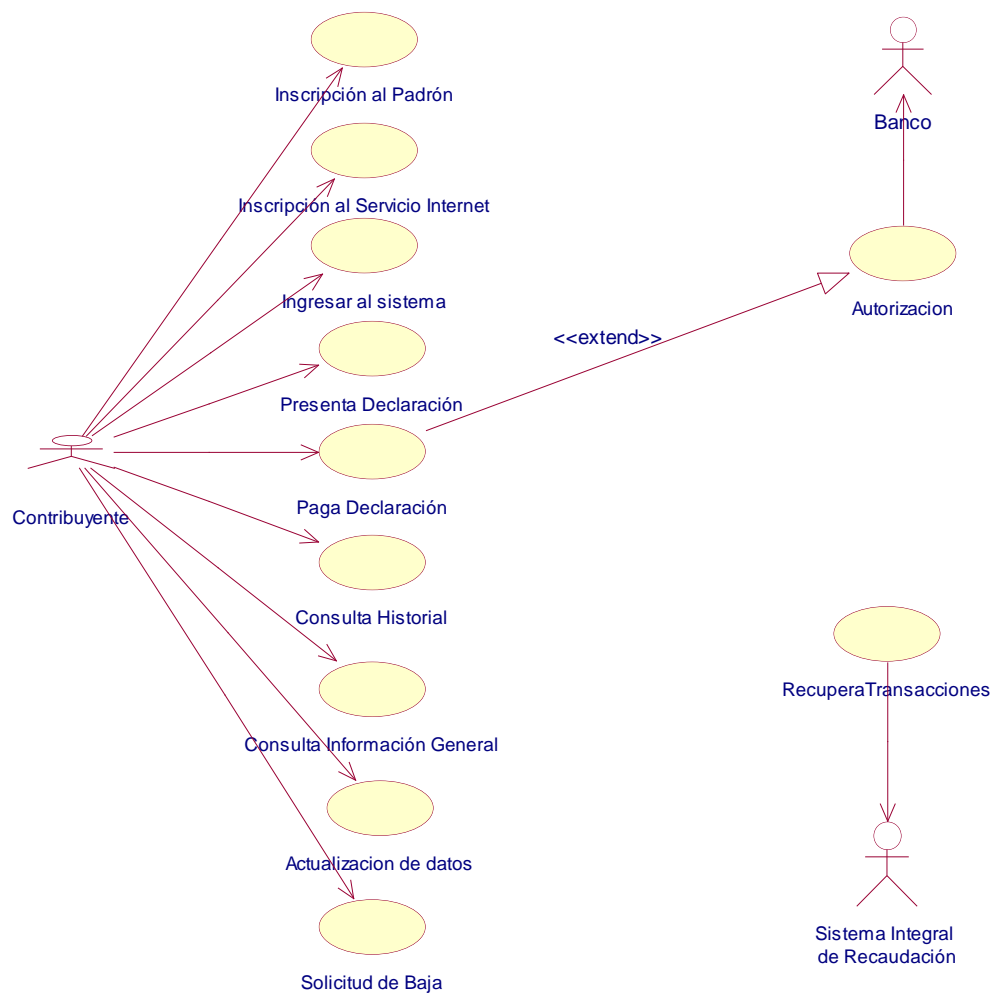 Inscripción al Padrón
Banco
Inscripción al Servicio Internet
Ingresar al sistema
Autorizacion
<<extend>>
Presenta Declaración
Paga Declaración
Contribuyente
Consulta Historial
RecuperaTransacciones
Consulta Información General
Actualizacion de datos
Sistema Integral
de Recaudación
Solicitud de Baja